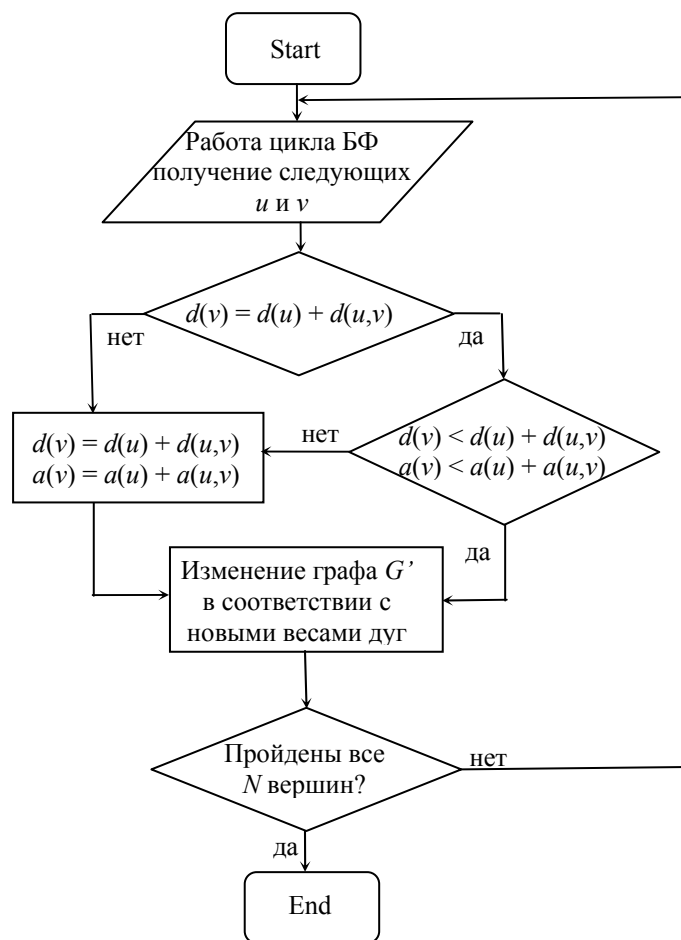 Start
Работа цикла БФ
получение следующих
u и v
d(v) = d(u) + d(u,v)
нет
да
d(v) = d(u) + d(u,v)
a(v) = a(u) + a(u,v)
нет
d(v) < d(u) + d(u,v)
a(v) < a(u) + a(u,v)
да
Изменение графа G’
в соответствии с
новыми весами дуг
Пройдены все
N вершин?
нет
да
End